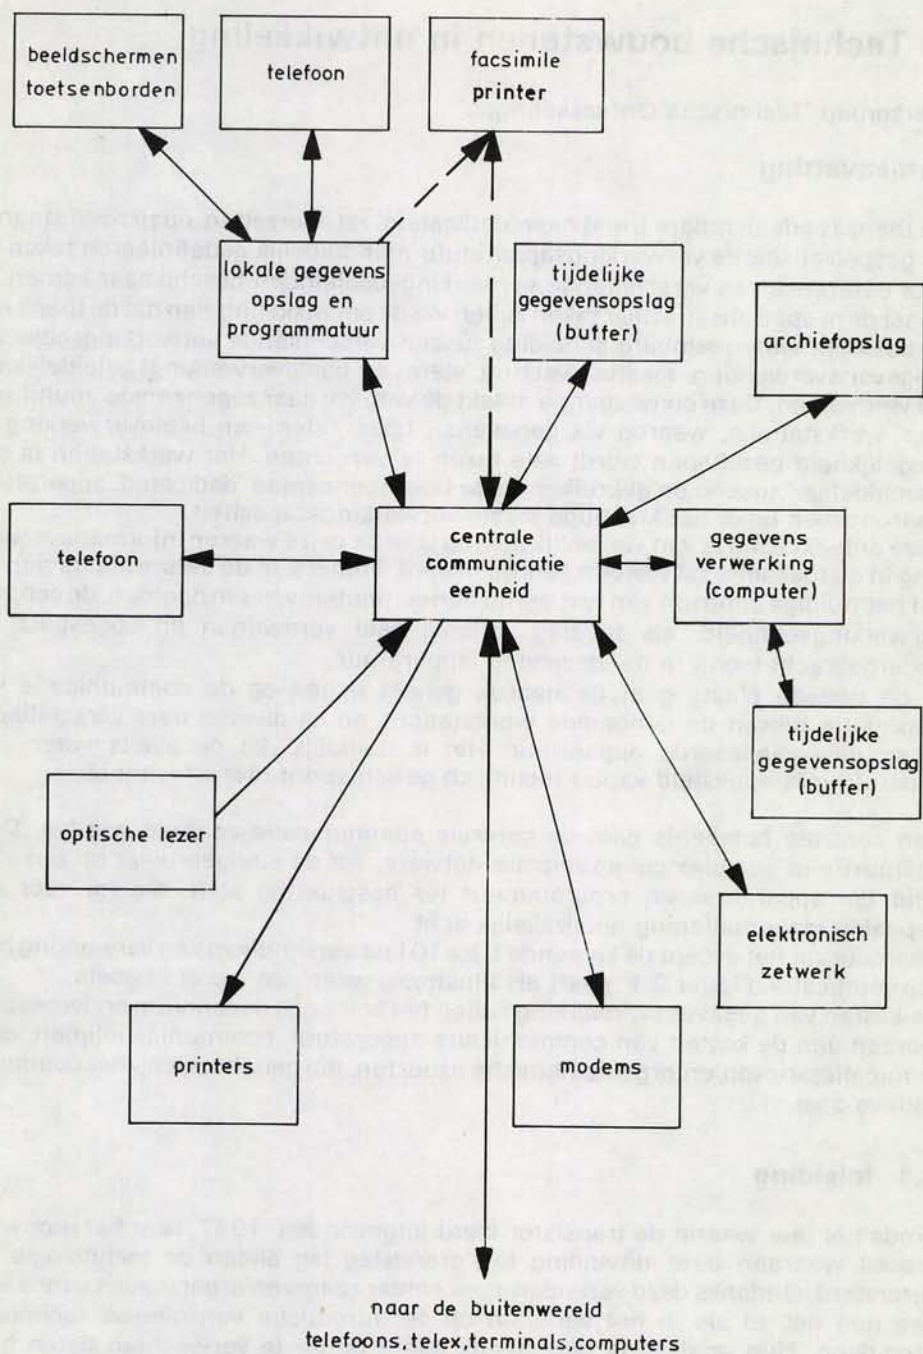 beeldschermen
toetsenborden
telefoon
facsimile
printer
lokale gegevens
opslag en
programmatuur
tijdelijke
gegevensopslag
(buffer)
archiefopslag
telefoon
centrale
communicatie
eenheid
gegevens
verwerking
(computer)
tijdelijke
gegevensopslag
(buffer)
optische lezer
elektronisch
zetwerk
printers
modems
naar de buitenwereld
telefoons,telex,terminals,computers